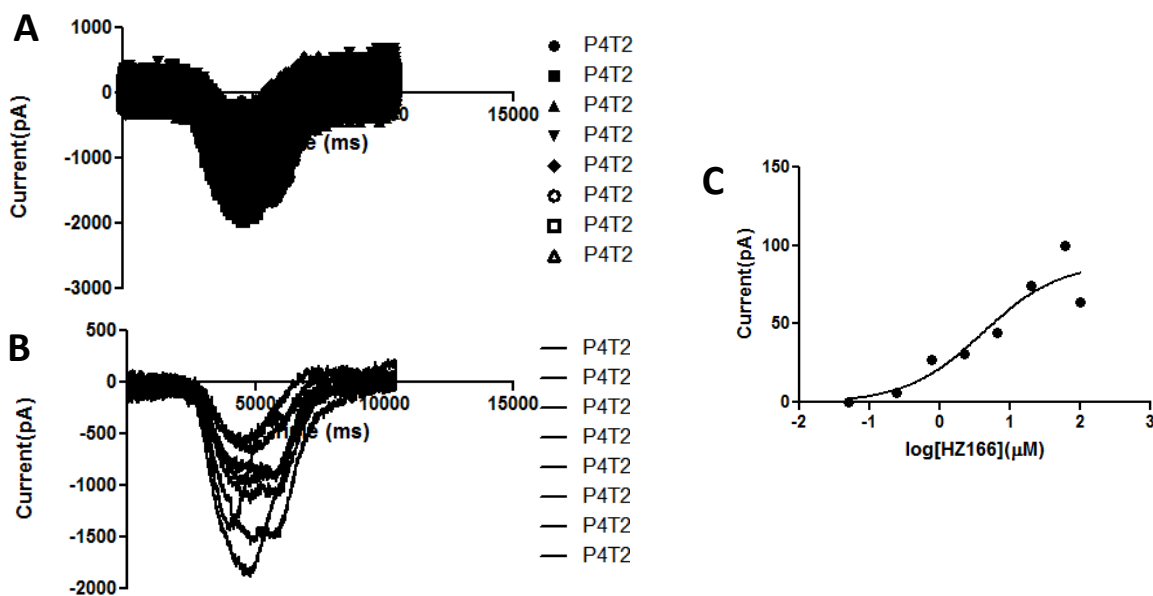 A
1000
0
-1000
-2000
-3000
Current(pA)
15000
(ms)
P4T2
P4T2
P4T2
P4T2
P4T2
P4T2
P4T2
P4T2
B
500
0
-500
-1000
-1500
-2000
Current(pA)
5000
10000
15000
(ms)
P4T2
P4T2
P4T2
P4T2
P4T2
P4T2
P4T2
P4T2
C
150
100
50
0
Current(pA)
-2
-1
0
1
2
3
log[HZ166](μM)